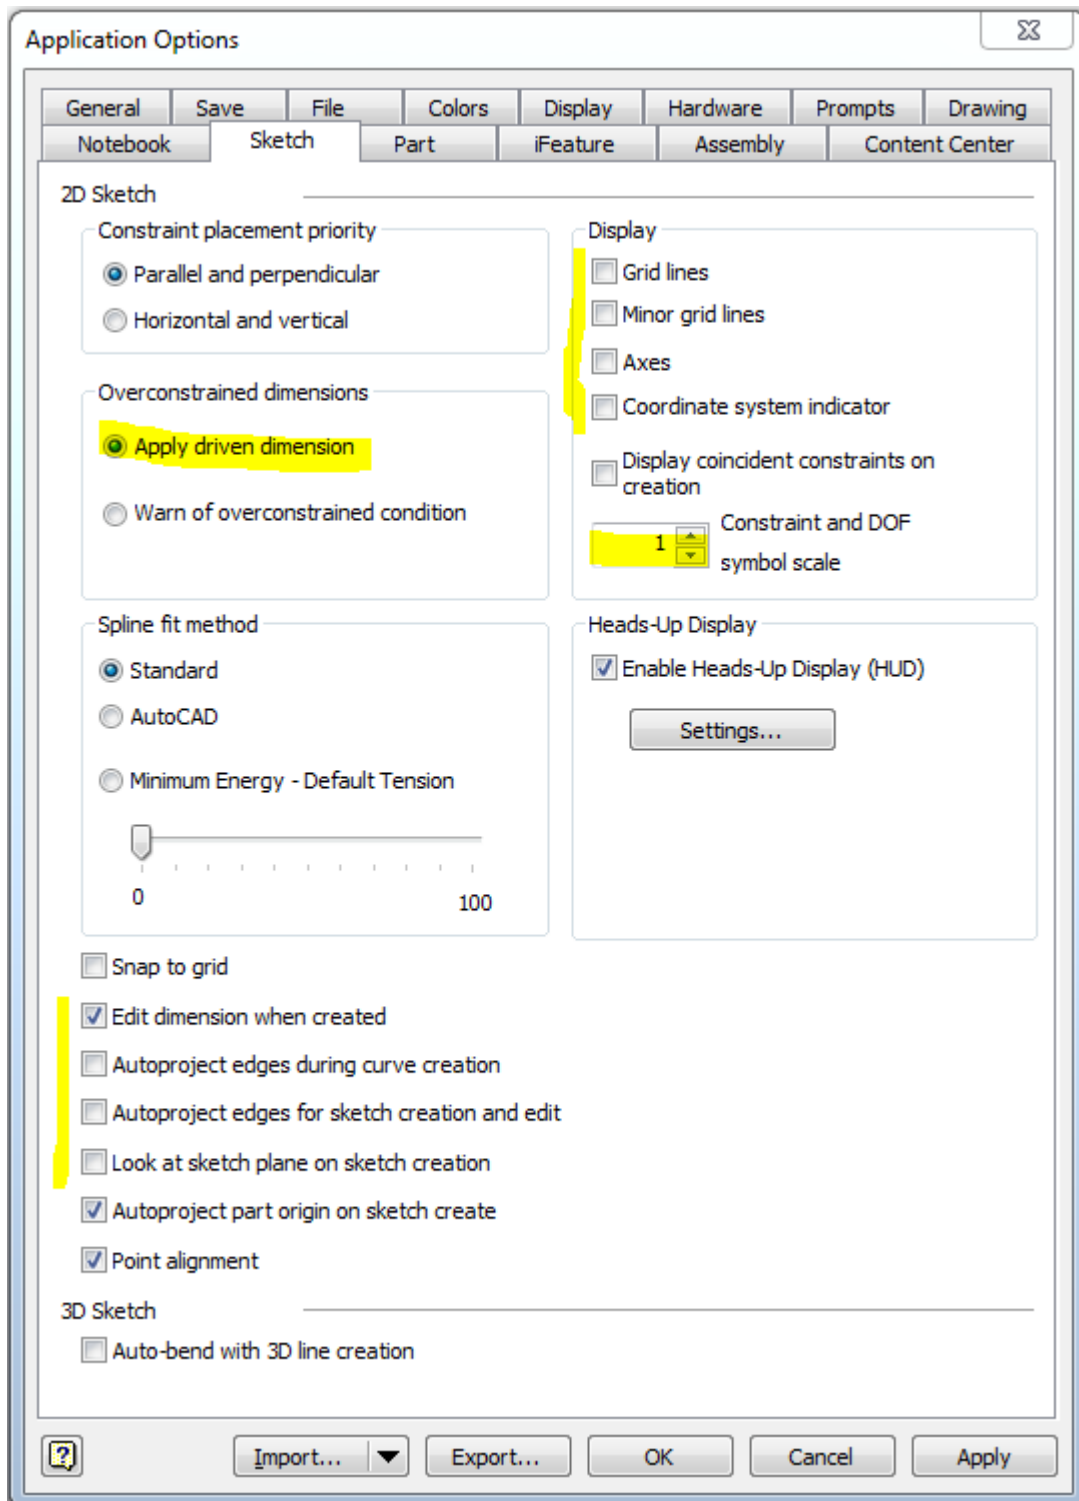 Application Options
General Save File Colors Display Hardware Prompts Drawing
Notebook Sketch Part iFeature Assembly Content Center
2D Sketch
Constraint placement priority
Parallel and perpendicular
Horizontal and vertical
Overconstrained dimensions
Apply driven dimension
Warn of overconstrained condition
Display
Grid lines
Minor grid lines
Axes
Coordinate system indicator
Display coincident constraints on
creation
1
Constraint and DOF
symbol scale
Spline fit method
Standard
AutoCAD
Minimum Energy - Default Tension
0 100
Heads-Up Display
Enable Heads-Up Display (HUD)
Settings...
Snap to grid
Edit dimension when created
Autoproject edges during curve creation
Autoproject edges for sketch creation and edit
Look at sketch plane on sketch creation
Autoproject part origin on sketch create
Point alignment
3D Sketch
Auto-bend with 3D line creation
? Import... Export... OK Cancel Apply